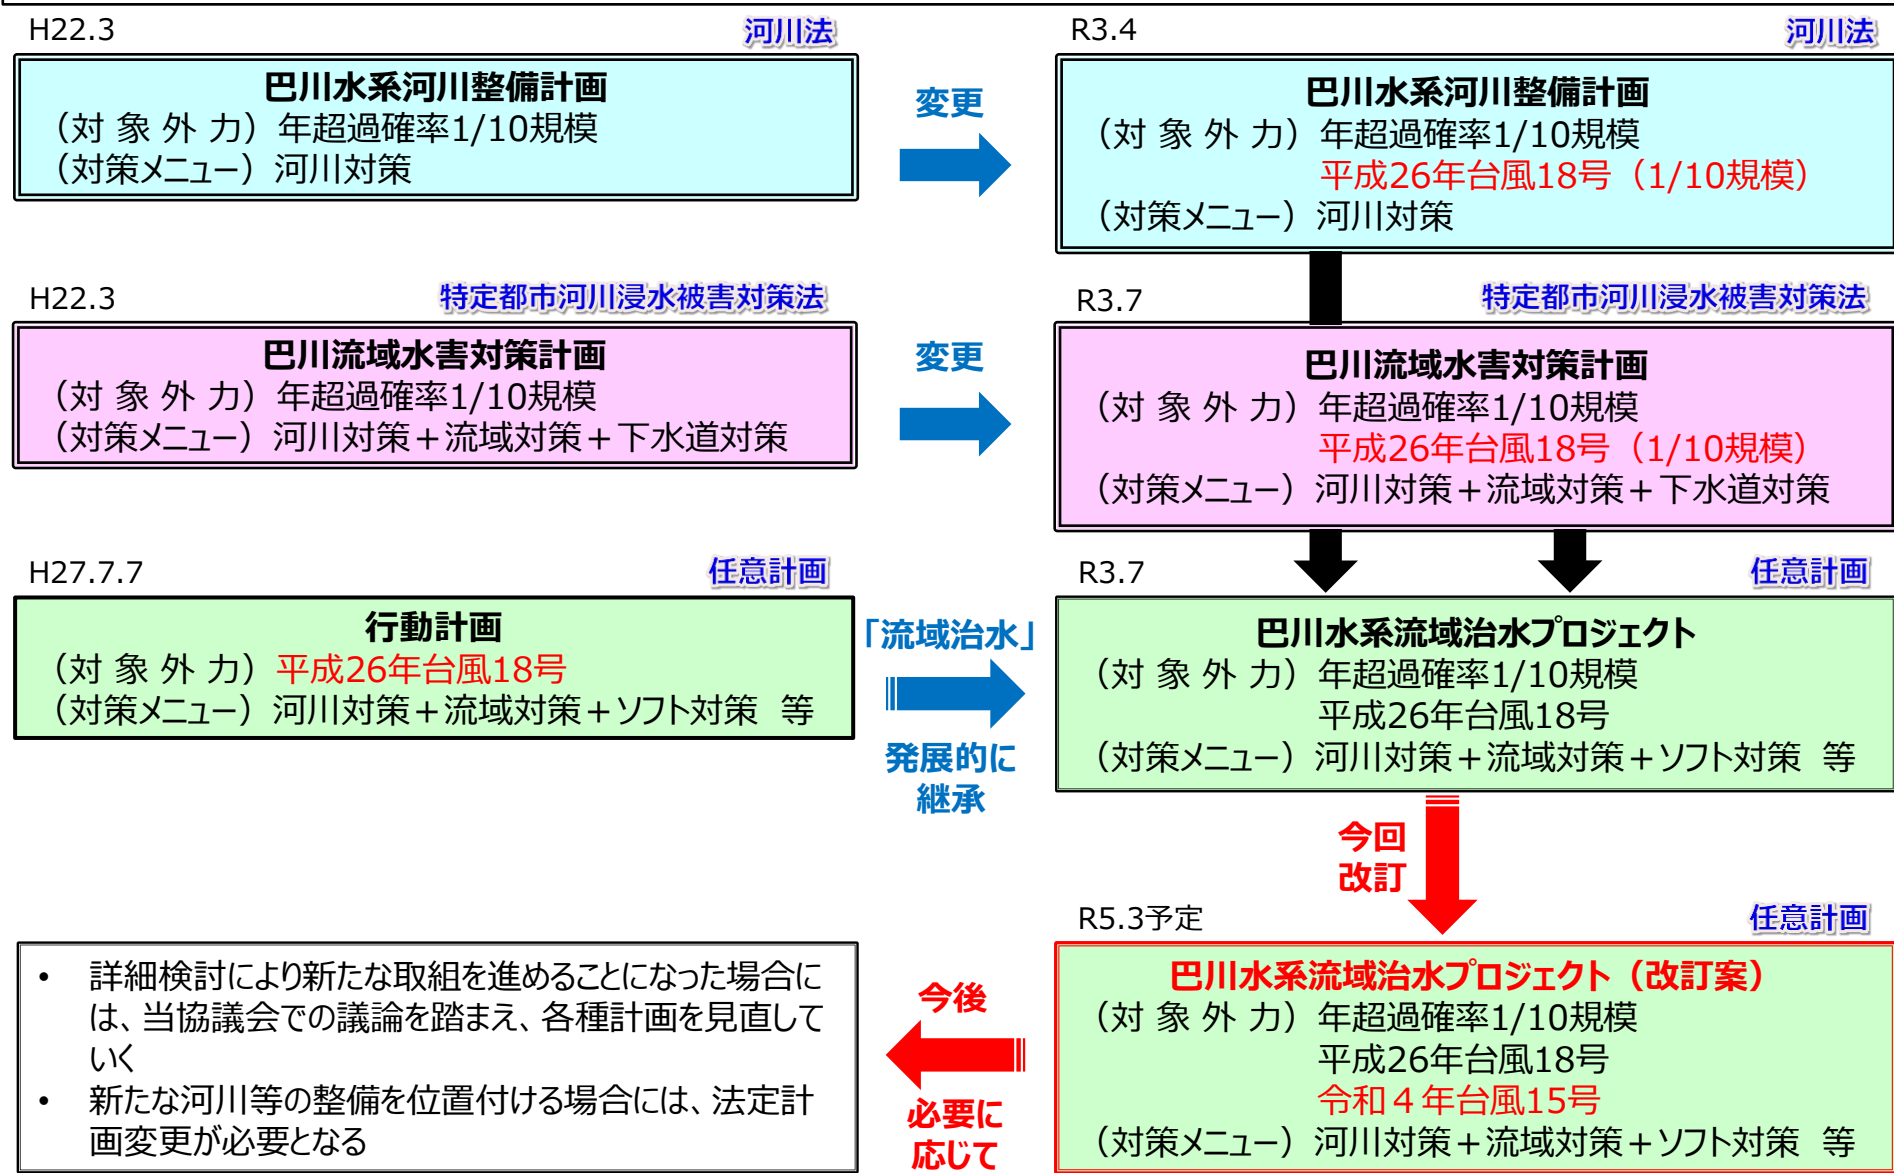 H22.3
河川法
巴川水系河川整備計画
（対 象 外 力）年超過確率1/10規模
（対策メニュー）河川対策
変更
R3.4
河川法
巴川水系河川整備計画
（対 象 外 力）年超過確率1/10規模
平成26年台風18号（1/10規模）
（対策メニュー）河川対策
H22.3
特定都市河川浸水被害対策法
巴川流域水害対策計画
（対 象 外 力）年超過確率1/10規模
（対策メニュー）河川対策＋流域対策＋下水道対策
変更
R3.7
特定都市河川浸水被害対策法
巴川流域水害対策計画
（対 象 外 力）年超過確率1/10規模
平成26年台風18号（1/10規模）
（対策メニュー）河川対策＋流域対策＋下水道対策
H27.7.7
任意計画
行動計画
（対 象 外 力）平成26年台風18号
（対策メニュー）河川対策＋流域対策＋ソフト対策 等
「流域治水」
発展的に
継承
R3.7
任意計画
巴川水系流域治水プロジェクト
（対 象 外 力）年超過確率1/10規模
平成26年台風18号
（対策メニュー）河川対策＋流域対策＋ソフト対策 等
今回
改訂
R5.3予定
任意計画
巴川水系流域治水プロジェクト（改訂案）
（対 象 外 力）年超過確率1/10規模
平成26年台風18号
令和４年台風15号
（対策メニュー）河川対策＋流域対策＋ソフト対策 等
今後
必要に
応じて
• 詳細検討により新たな取組を進めることになった場合に
は、当協議会での議論を踏まえ、各種計画を見直して
いく
• 新たな河川等の整備を位置付ける場合には、法定計
画変更が必要となる